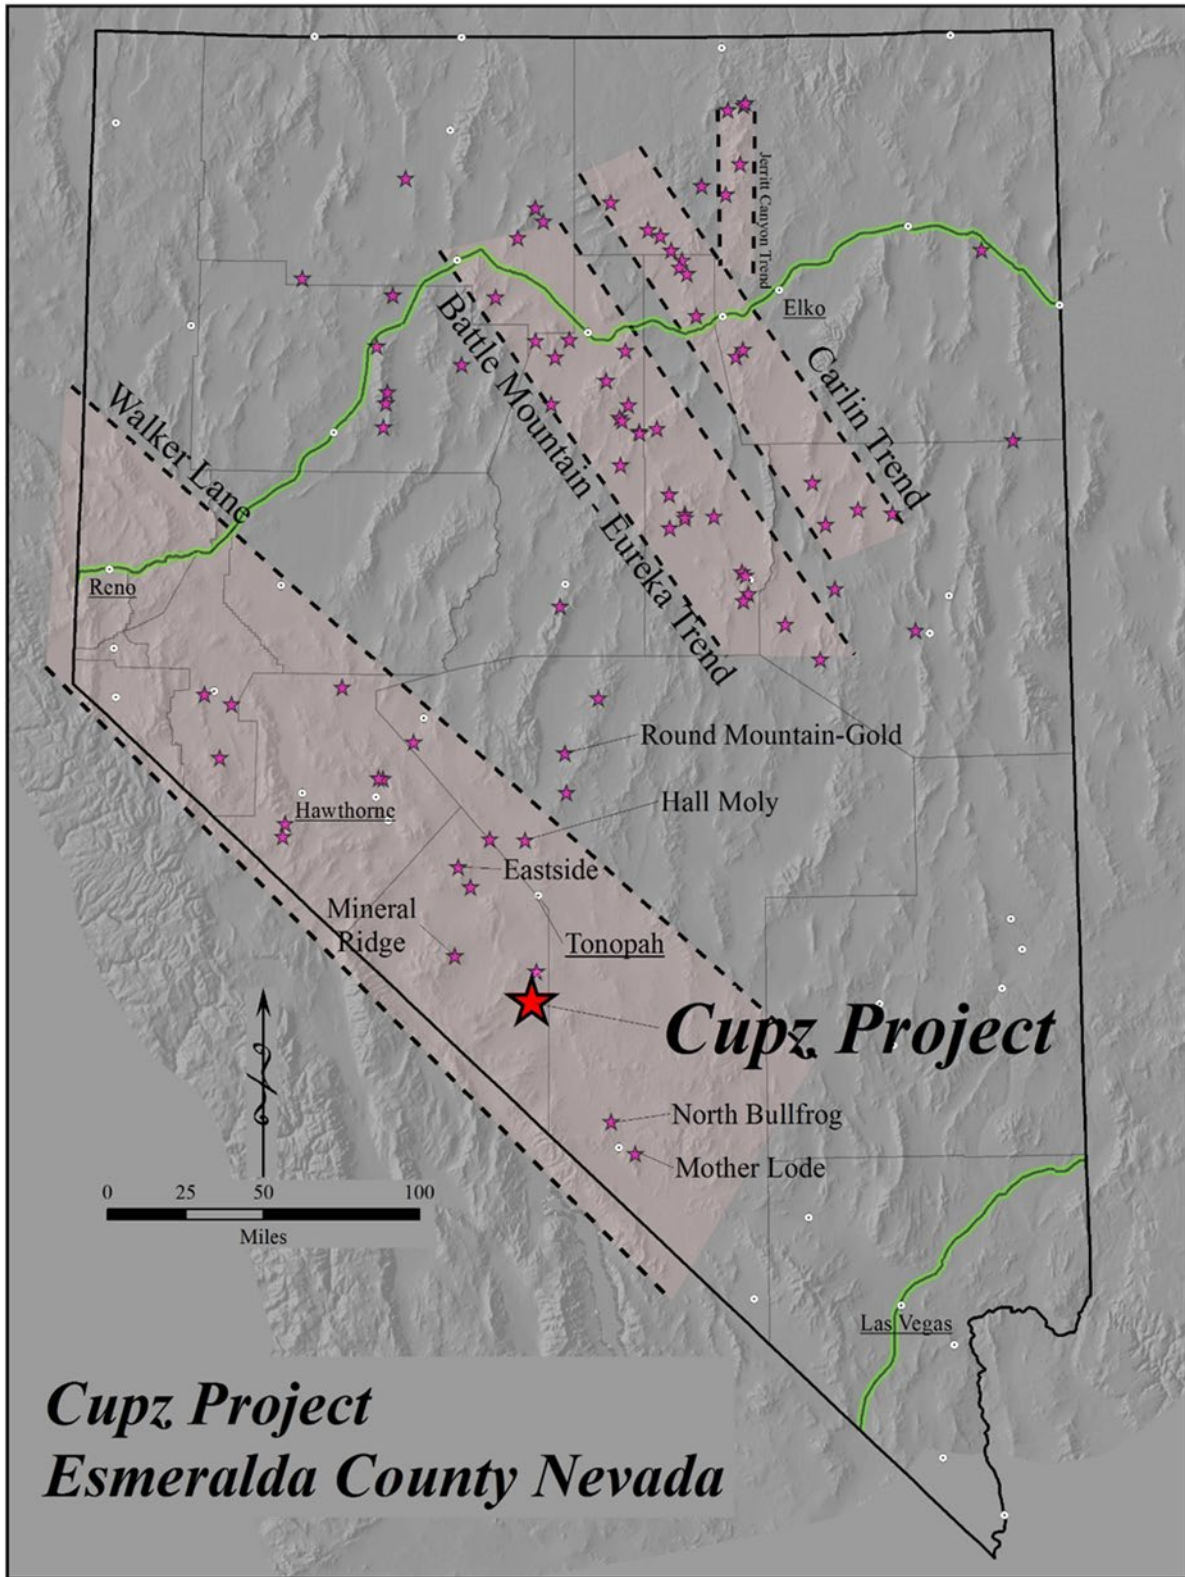 Jerritt Canyon Trend
Elko
Battle Mountain - Eureka Trend
Carlin Trend
Walker Lane
Reno
Round Mountain-Gold
Hall Moly
Hawthorne
Eastside
Mineral
Ridge
Tonopah
Cupz Project
North Bullfrog
Mother Lode
0 25 50 100
Miles
Las Vegas
Cupz Project
Esmeralda County Nevada